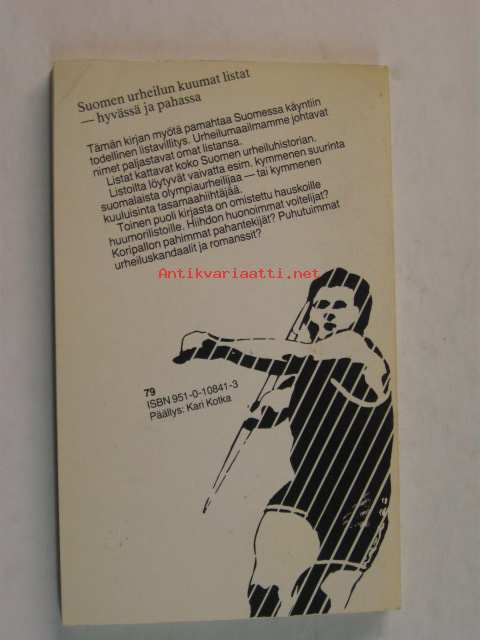 Suomen urheilun kuumat listat
— hyvässä ja pahassa
Tämän kirjan myötä pamahtaa Suomessa käyntiin
todellinen listavillitys. Urheilumaailmamme johtavat
nimet paljastavat omat listansa.
Listat kattavat koko Suomen urheiluhistorian.
Listoilta löytyvät vaivatta esim. kymmenen suurinta
suomalaista olympiaurheilijaa — tai kymmenen
kuuluisinta tasamaahiihtäjää.
Toinen puoli kirjasta on omistettu hauskoille
huumorilistoille. Hiihdon huonoimmat voitelijat?
Koripallon pahimmat pahantekijät? Puhutuimmat
urheiluskandaalit ja romanssit?
Antikvariaatti.net
79
ISBN 951-0-10841-3
Päällys: Kari Kotka